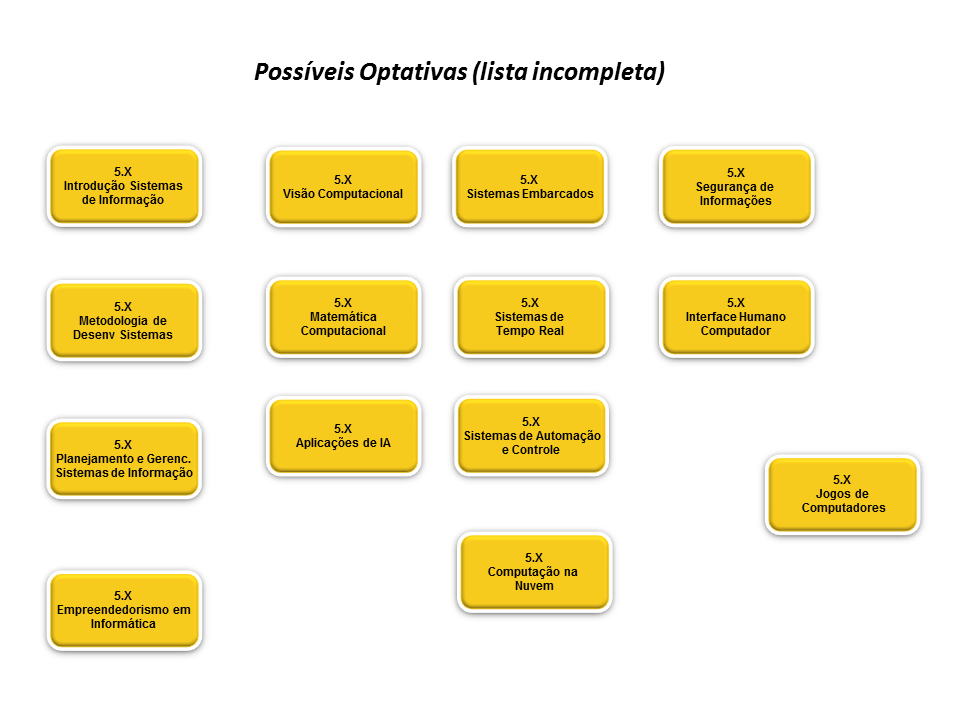 Possíveis Optativas (lista incompleta)
5.X
Introdução Sistemas
de Informação
5.X
Visão Computacional
5.X
Sistemas Embarcados
5.X
Segurança de
Informações
5.X
Metodologia de
Desenv Sistemas
5.X
Matemática
Computacional
5.X
Sistemas de
Tempo Real
5.X
Interface Humano
Computador
5.X
Planejamento e Gerenc.
Sistemas de Informação
5.X
Aplicações de IA
5.X
Sistemas de Automação
e Controle
5.X
Jogos de
Computadores
5.X
Empreendedorismo em
Informática
5.X
Computação na
Nuvem